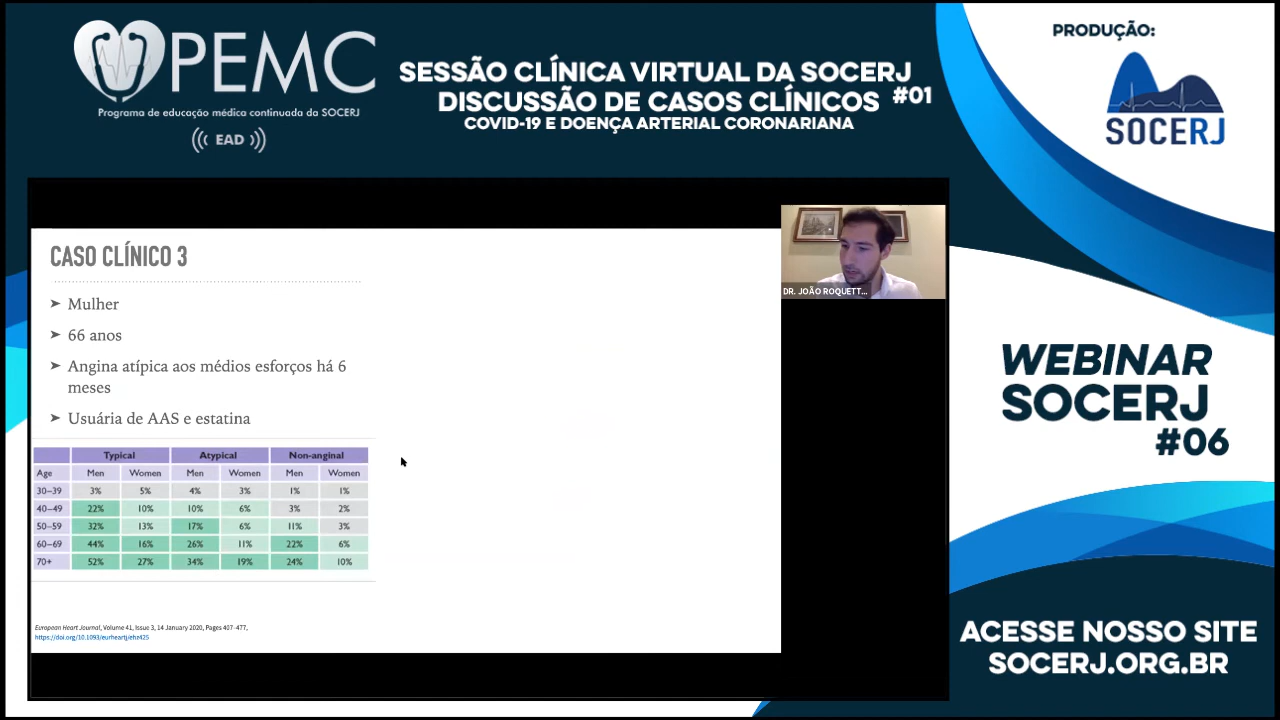 PEMC
Programa de educação médica continuada da SOCERJ
EAD
SESSÃO CLÍNICA VIRTUAL DA SOCERJ
DISCUSSÃO DE CASOS CLÍNICOS #01
COVID-19 E DOENÇA ARTERIAL CORONARIANA
PRODUÇÃO:
SOCERJ
CASO CLÍNICO 3
➤ Mulher
➤ 66 anos
➤ Angina atípica aos médios esforços há 6
meses
➤ Usuária de AAS e estatina
Typical Atypical Non-anginal
Age Men Women Men Women Men Women
30–39 3% 5% 4% 3% 1% 1%
40–49 22% 10% 10% 6% 3% 2%
50–59 32% 13% 17% 6% 11% 3%
60–69 44% 16% 26% 11% 22% 6%
70+ 52% 27% 34% 19% 24% 10%
European Heart Journal, Volume 41, Issue 3, 14 January 2020, Pages 407-477,
https://doi.org/10.1093/eurheartj/ehz425
DR. JOÃO ROQUETT...
WEBINAR
SOCERJ
#06
ACESSE NOSSO SITE
SOCERJ.ORG.BR